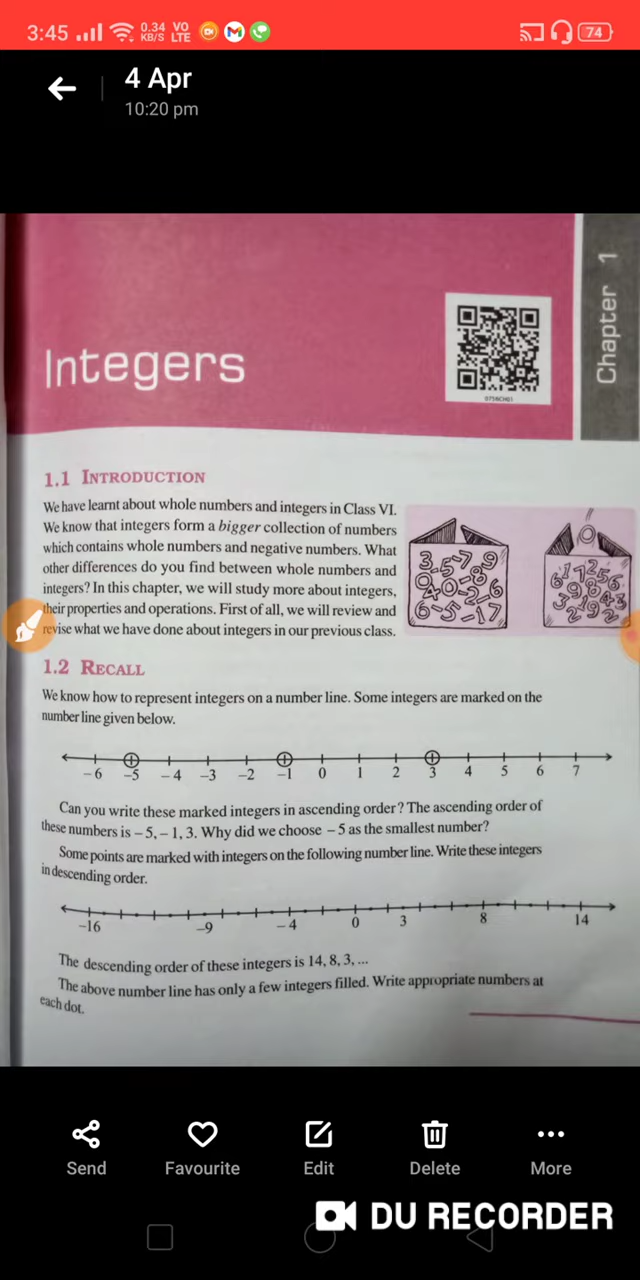 3:45 0.34 KB/S VO LTE 74
4 Apr
10:20 pm
Chapter 1
Integers
0756CH01
1.1 INTRODUCTION
We have learnt about whole numbers and integers in Class VI.
We know that integers form a bigger collection of numbers
which contains whole numbers and negative numbers. What
other differences do you find between whole numbers and
integers? In this chapter, we will study more about integers,
their properties and operations. First of all, we will review and
revise what we have done about integers in our previous class.
1.2 RECALL
We know how to represent integers on a number line. Some integers are marked on the
number line given below.
–6 –5 –4 –3 –2 –1 0 1 2 3 4 5 6 7
Can you write these marked integers in ascending order? The ascending order of
these numbers is –5, –1, 3. Why did we choose –5 as the smallest number?
Some points are marked with integers on the following number line. Write these integers
in descending order.
–16 –9 –4 0 3 8 14
The descending order of these integers is 14, 8, 3, ...
The above number line has only a few integers filled. Write appropriate numbers at
each dot.
Send Favourite Edit Delete More
DU RECORDER